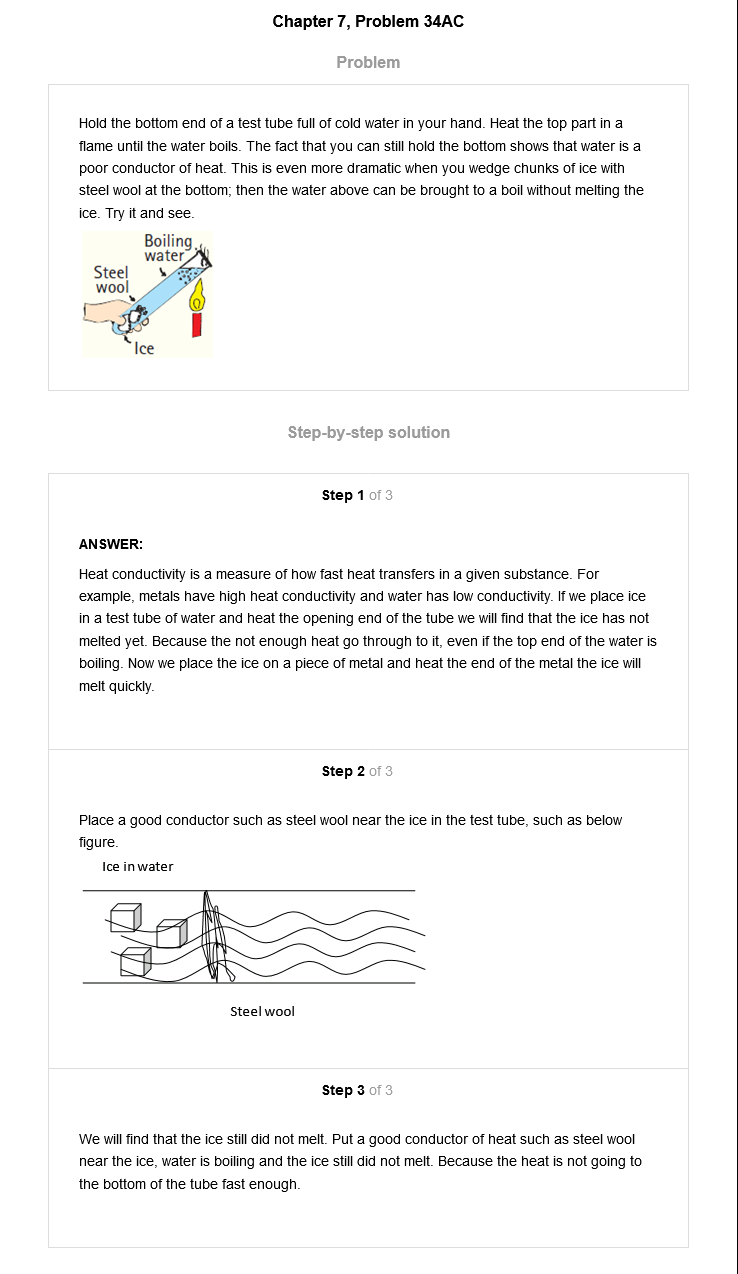 Chapter 7, Problem 34AC
Problem
Hold the bottom end of a test tube full of cold water in your hand. Heat the top part in a
flame until the water boils. The fact that you can still hold the bottom shows that water is a
poor conductor of heat. This is even more dramatic when you wedge chunks of ice with
steel wool at the bottom; then the water above can be brought to a boil without melting the
ice. Try it and see.
Boiling
water
Steel
wool
Ice
Step-by-step solution
Step 1 of 3
ANSWER:
Heat conductivity is a measure of how fast heat transfers in a given substance. For
example, metals have high heat conductivity and water has low conductivity. If we place ice
in a test tube of water and heat the opening end of the tube we will find that the ice has not
melted yet. Because the not enough heat go through to it, even if the top end of the water is
boiling. Now we place the ice on a piece of metal and heat the end of the metal the ice will
melt quickly.
Step 2 of 3
Place a good conductor such as steel wool near the ice in the test tube, such as below
figure.
Ice in water
Steel wool
Step 3 of 3
We will find that the ice still did not melt. Put a good conductor of heat such as steel wool
near the ice, water is boiling and the ice still did not melt. Because the heat is not going to
the bottom of the tube fast enough.